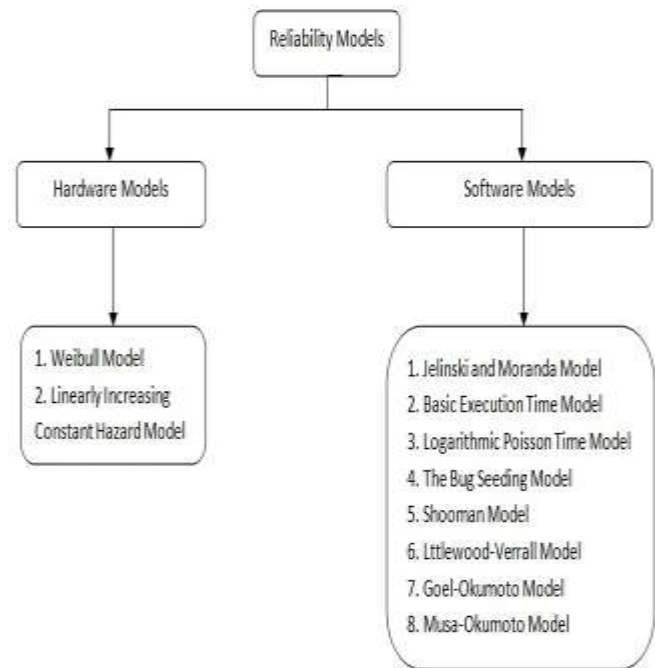 Reliability Models
Hardware Models
Software Models
1. Weibull Model
2. Linearly Increasing
Constant Hazard Model
1. Jelinski and Moranda Model
2. Basic Execution Time Model
3. Logarithmic Poisson Time Model
4. The Bug Seeding Model
5. Shooman Model
6. Lttlewood-Verrall Model
7. Goel-Okumoto Model
8. Musa-Okumoto Model